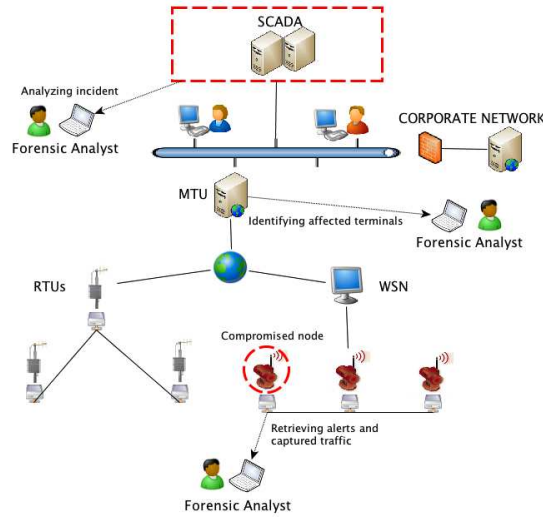 SCADA
Analyzing incident
Forensic Analyst
CORPORATE NETWORK
MTU
Identifying affected terminals
Forensic Analyst
RTUs
WSN
Compromised node
Retrieving alerts and
captured traffic
Forensic Analyst